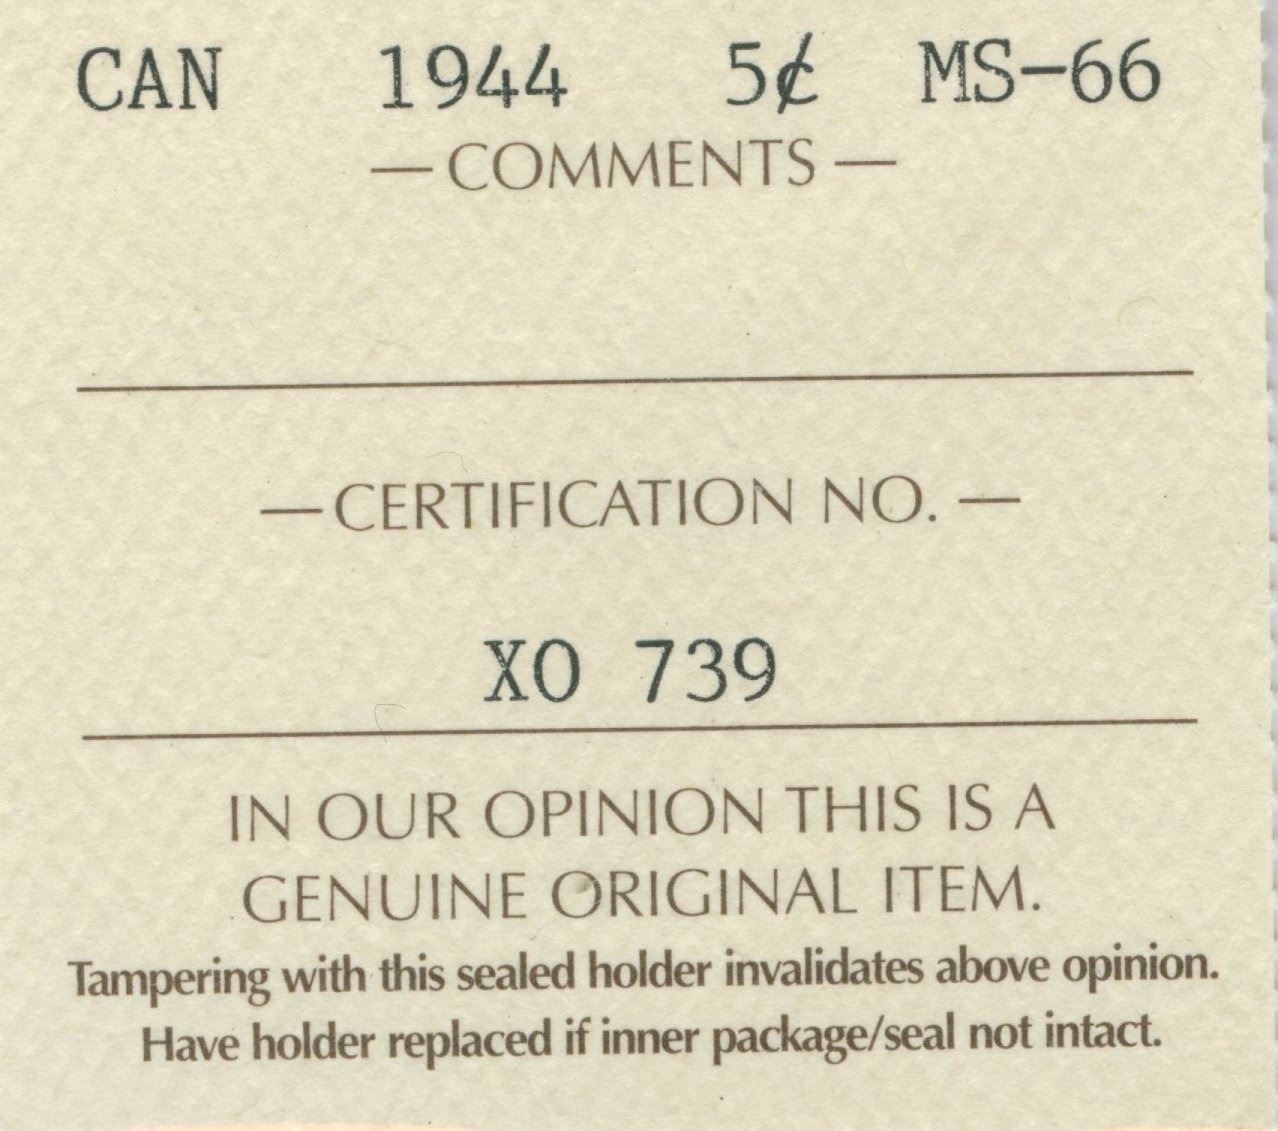 CAN 1944 5¢ MS-66
— COMMENTS —
— CERTIFICATION NO. —
XO 739
IN OUR OPINION THIS IS A
GENUINE ORIGINAL ITEM.
Tampering with this sealed holder invalidates above opinion.
Have holder replaced if inner package/seal not intact.